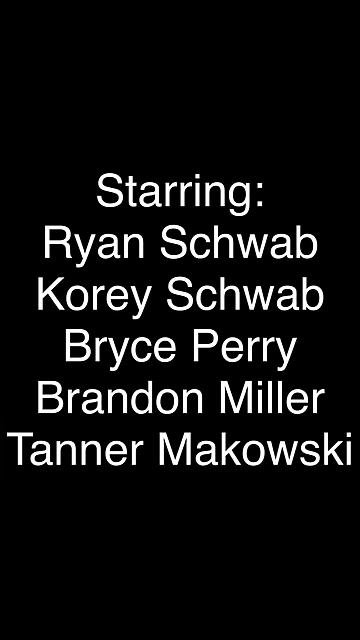 Starring:
Ryan Schwab
Korey Schwab
Bryce Perry
Brandon Miller
Tanner Makowski